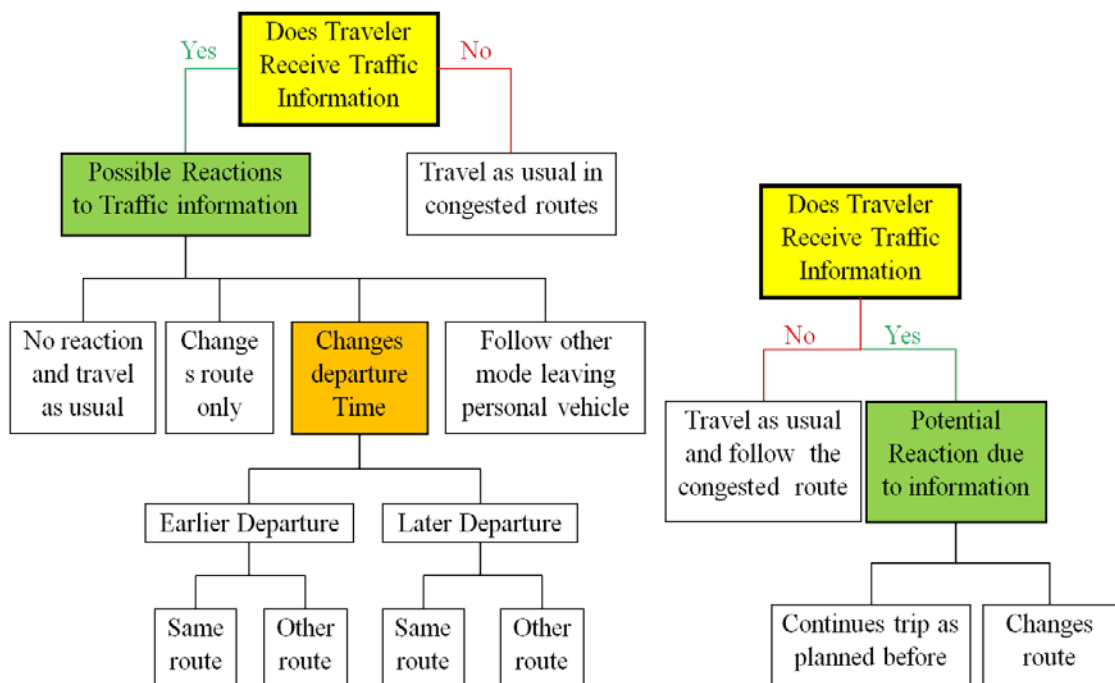 Does Traveler
Receive Traffic
Information
Yes
No
Possible Reactions
to Traffic information
Travel as usual in
congested routes
No reaction
and travel
as usual
Change
s route
only
Changes
departure
Time
Follow other
mode leaving
personal vehicle
Earlier Departure
Later Departure
Same
route
Other
route
Same
route
Other
route
Does Traveler
Receive Traffic
Information
No
Yes
Travel as usual
and follow the
congested route
Potential
Reaction due
to information
Continues trip as
planned before
Changes
route